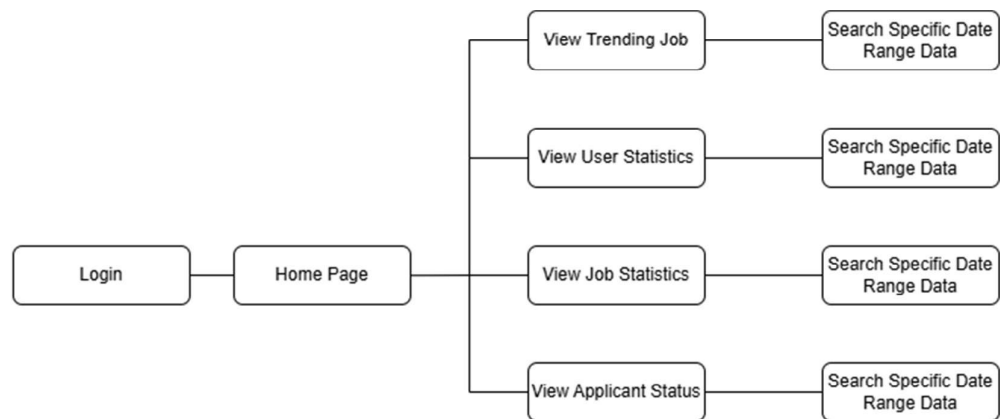 View Trending Job
Search Specific Date
Range Data
View User Statistics
Search Specific Date
Range Data
Login
Home Page
View Job Statistics
Search Specific Date
Range Data
View Applicant Status
Search Specific Date
Range Data